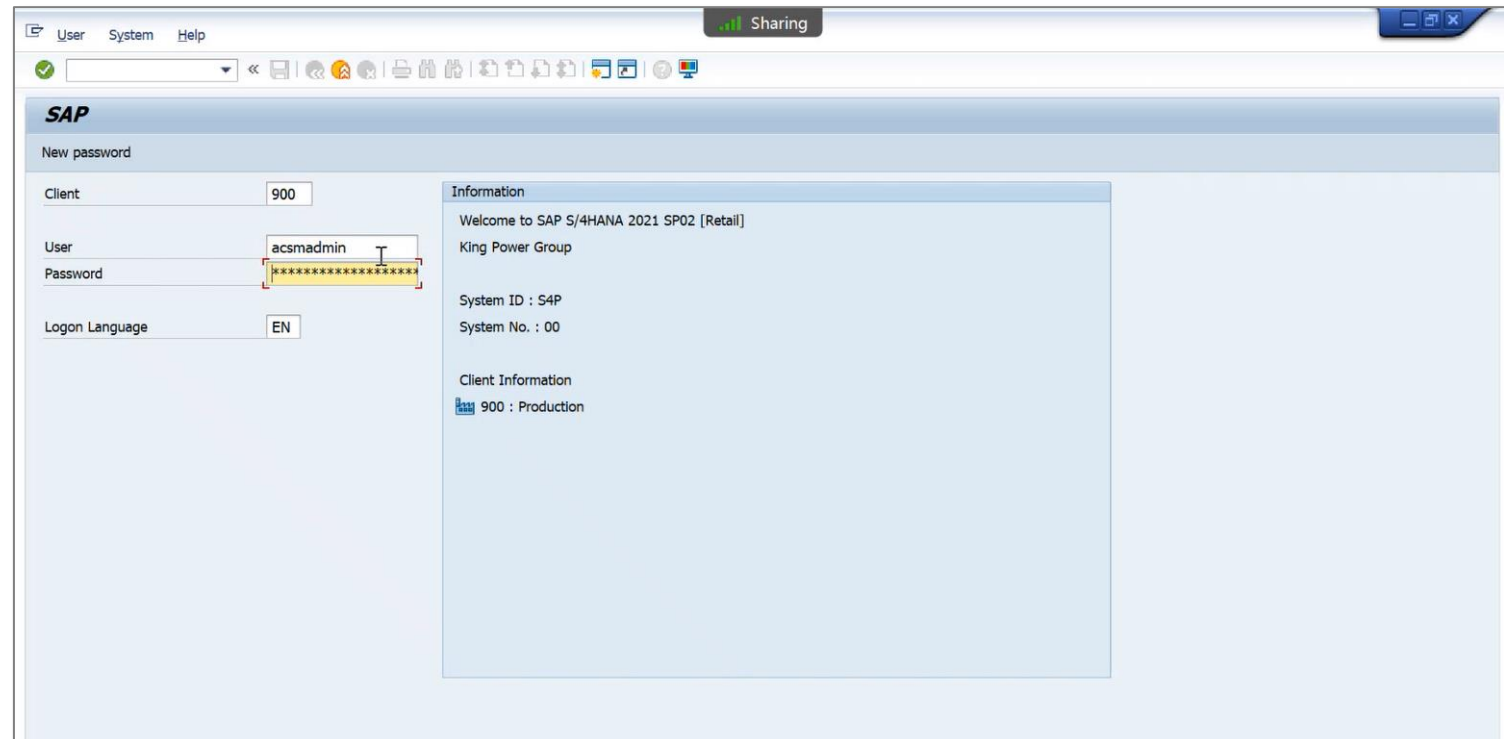 Sharing
User System Help
SAP
New password
Client 900
User acsmadmin
Password *******************
Logon Language EN
Information
Welcome to SAP S/4HANA 2021 SP02 [Retail]
King Power Group
System ID : S4P
System No. : 00
Client Information
900 : Production